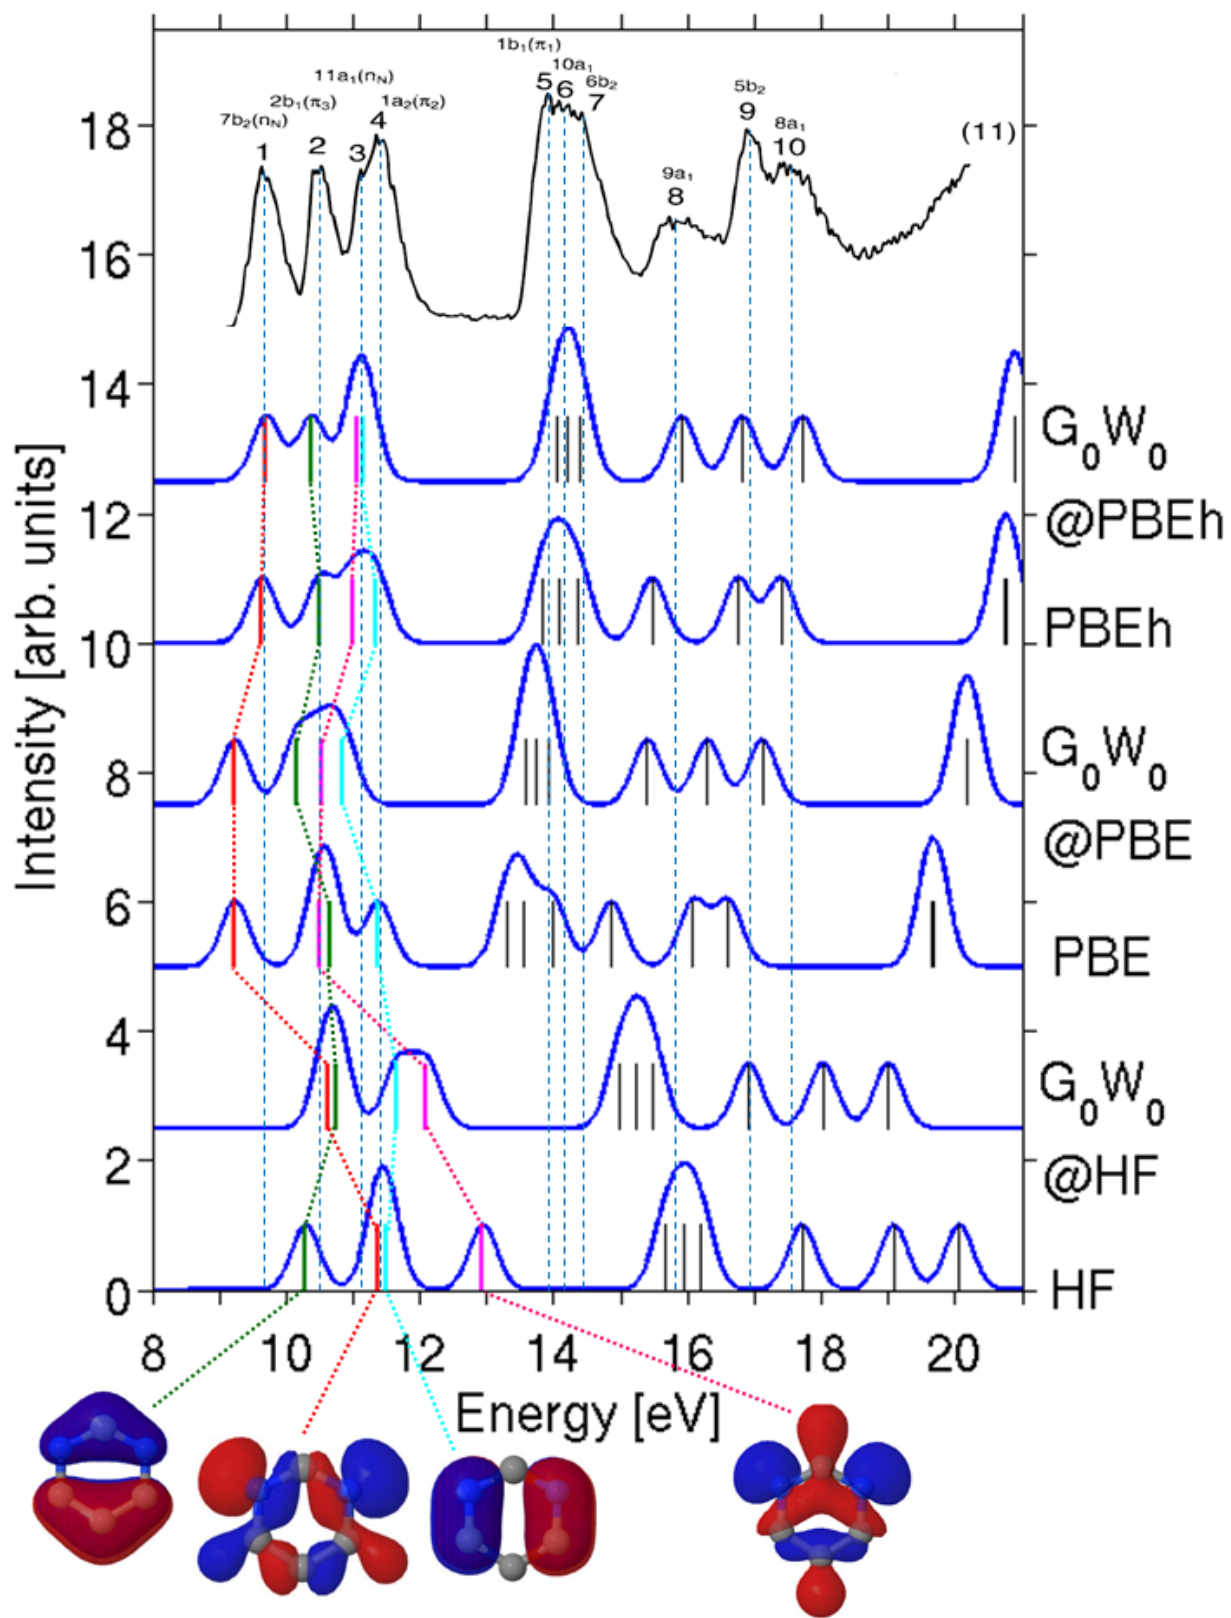 1b₁(π₁)
11a₁(n_N) 10a₁
2b₁(π₃) 1a₂(π₂) 5 6 6b₂ 5b₂
7b₂(n_N) 4 7 9 8a₁
18 1 2 3 9a₁ 10 (11)
8
16
14
G₀W₀
12 @PBEh
10 PBEh
8 G₀W₀
@PBE
6 PBE
4
G₀W₀
2 @HF
0 HF
8 10 12 14 16 18 20
Energy [eV]
Intensity [arb. units]